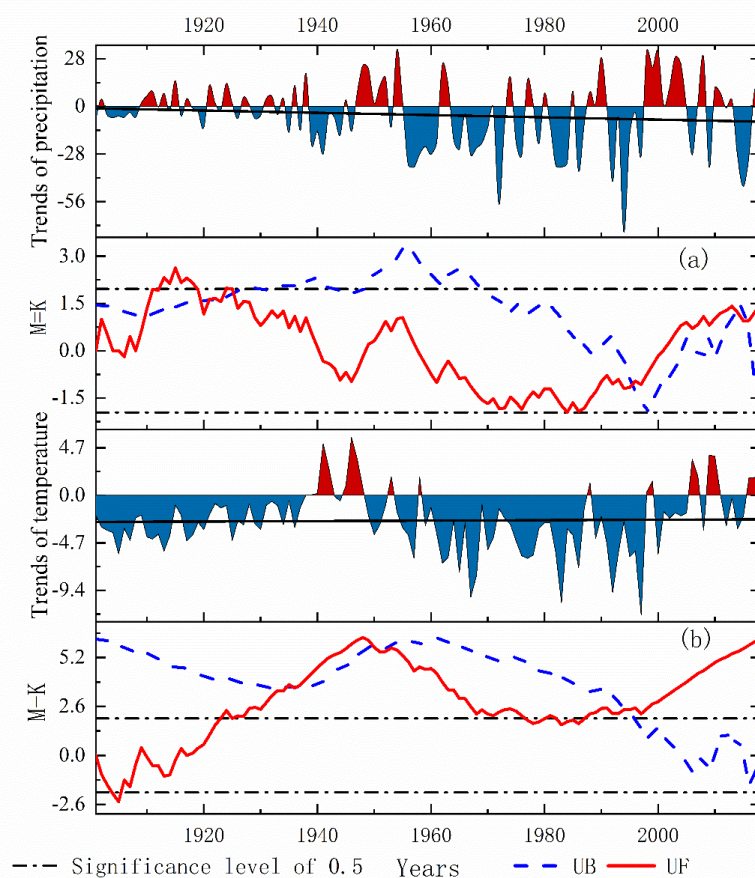 1920 1940 1960 1980 2000
Trends of precipitation
28
0
-28
-56
M=K
3.0
1.5
0.0
-1.5
(a)
Trends of temperature
4.7
0.0
-4.7
-9.4
M-K
5.2
2.6
0.0
-2.6
(b)
1920 1940 1960 1980 2000
Significance level of 0.5 Years UB UF